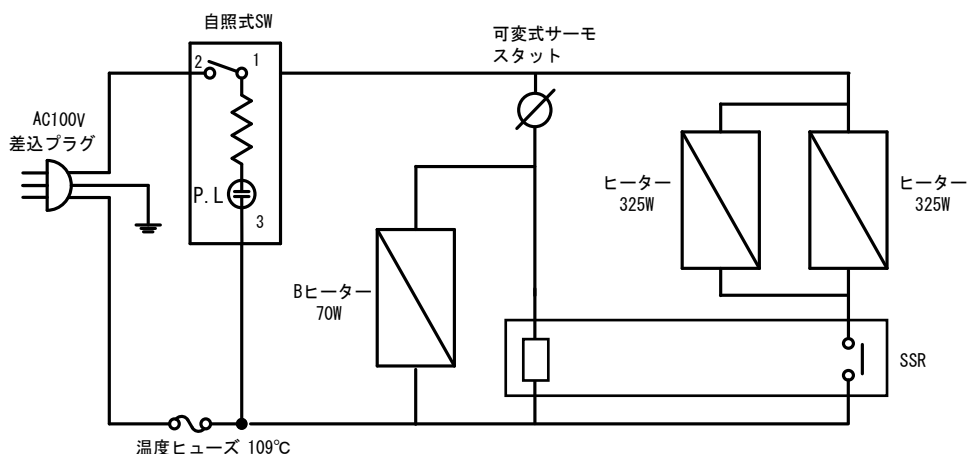 自照式SW
2
1
P.L
3
AC100V
差込プラグ
可変式サーモ
スタット
ヒーター
325W
ヒーター
325W
Bヒーター
70W
SSR
温度ヒューズ 109℃